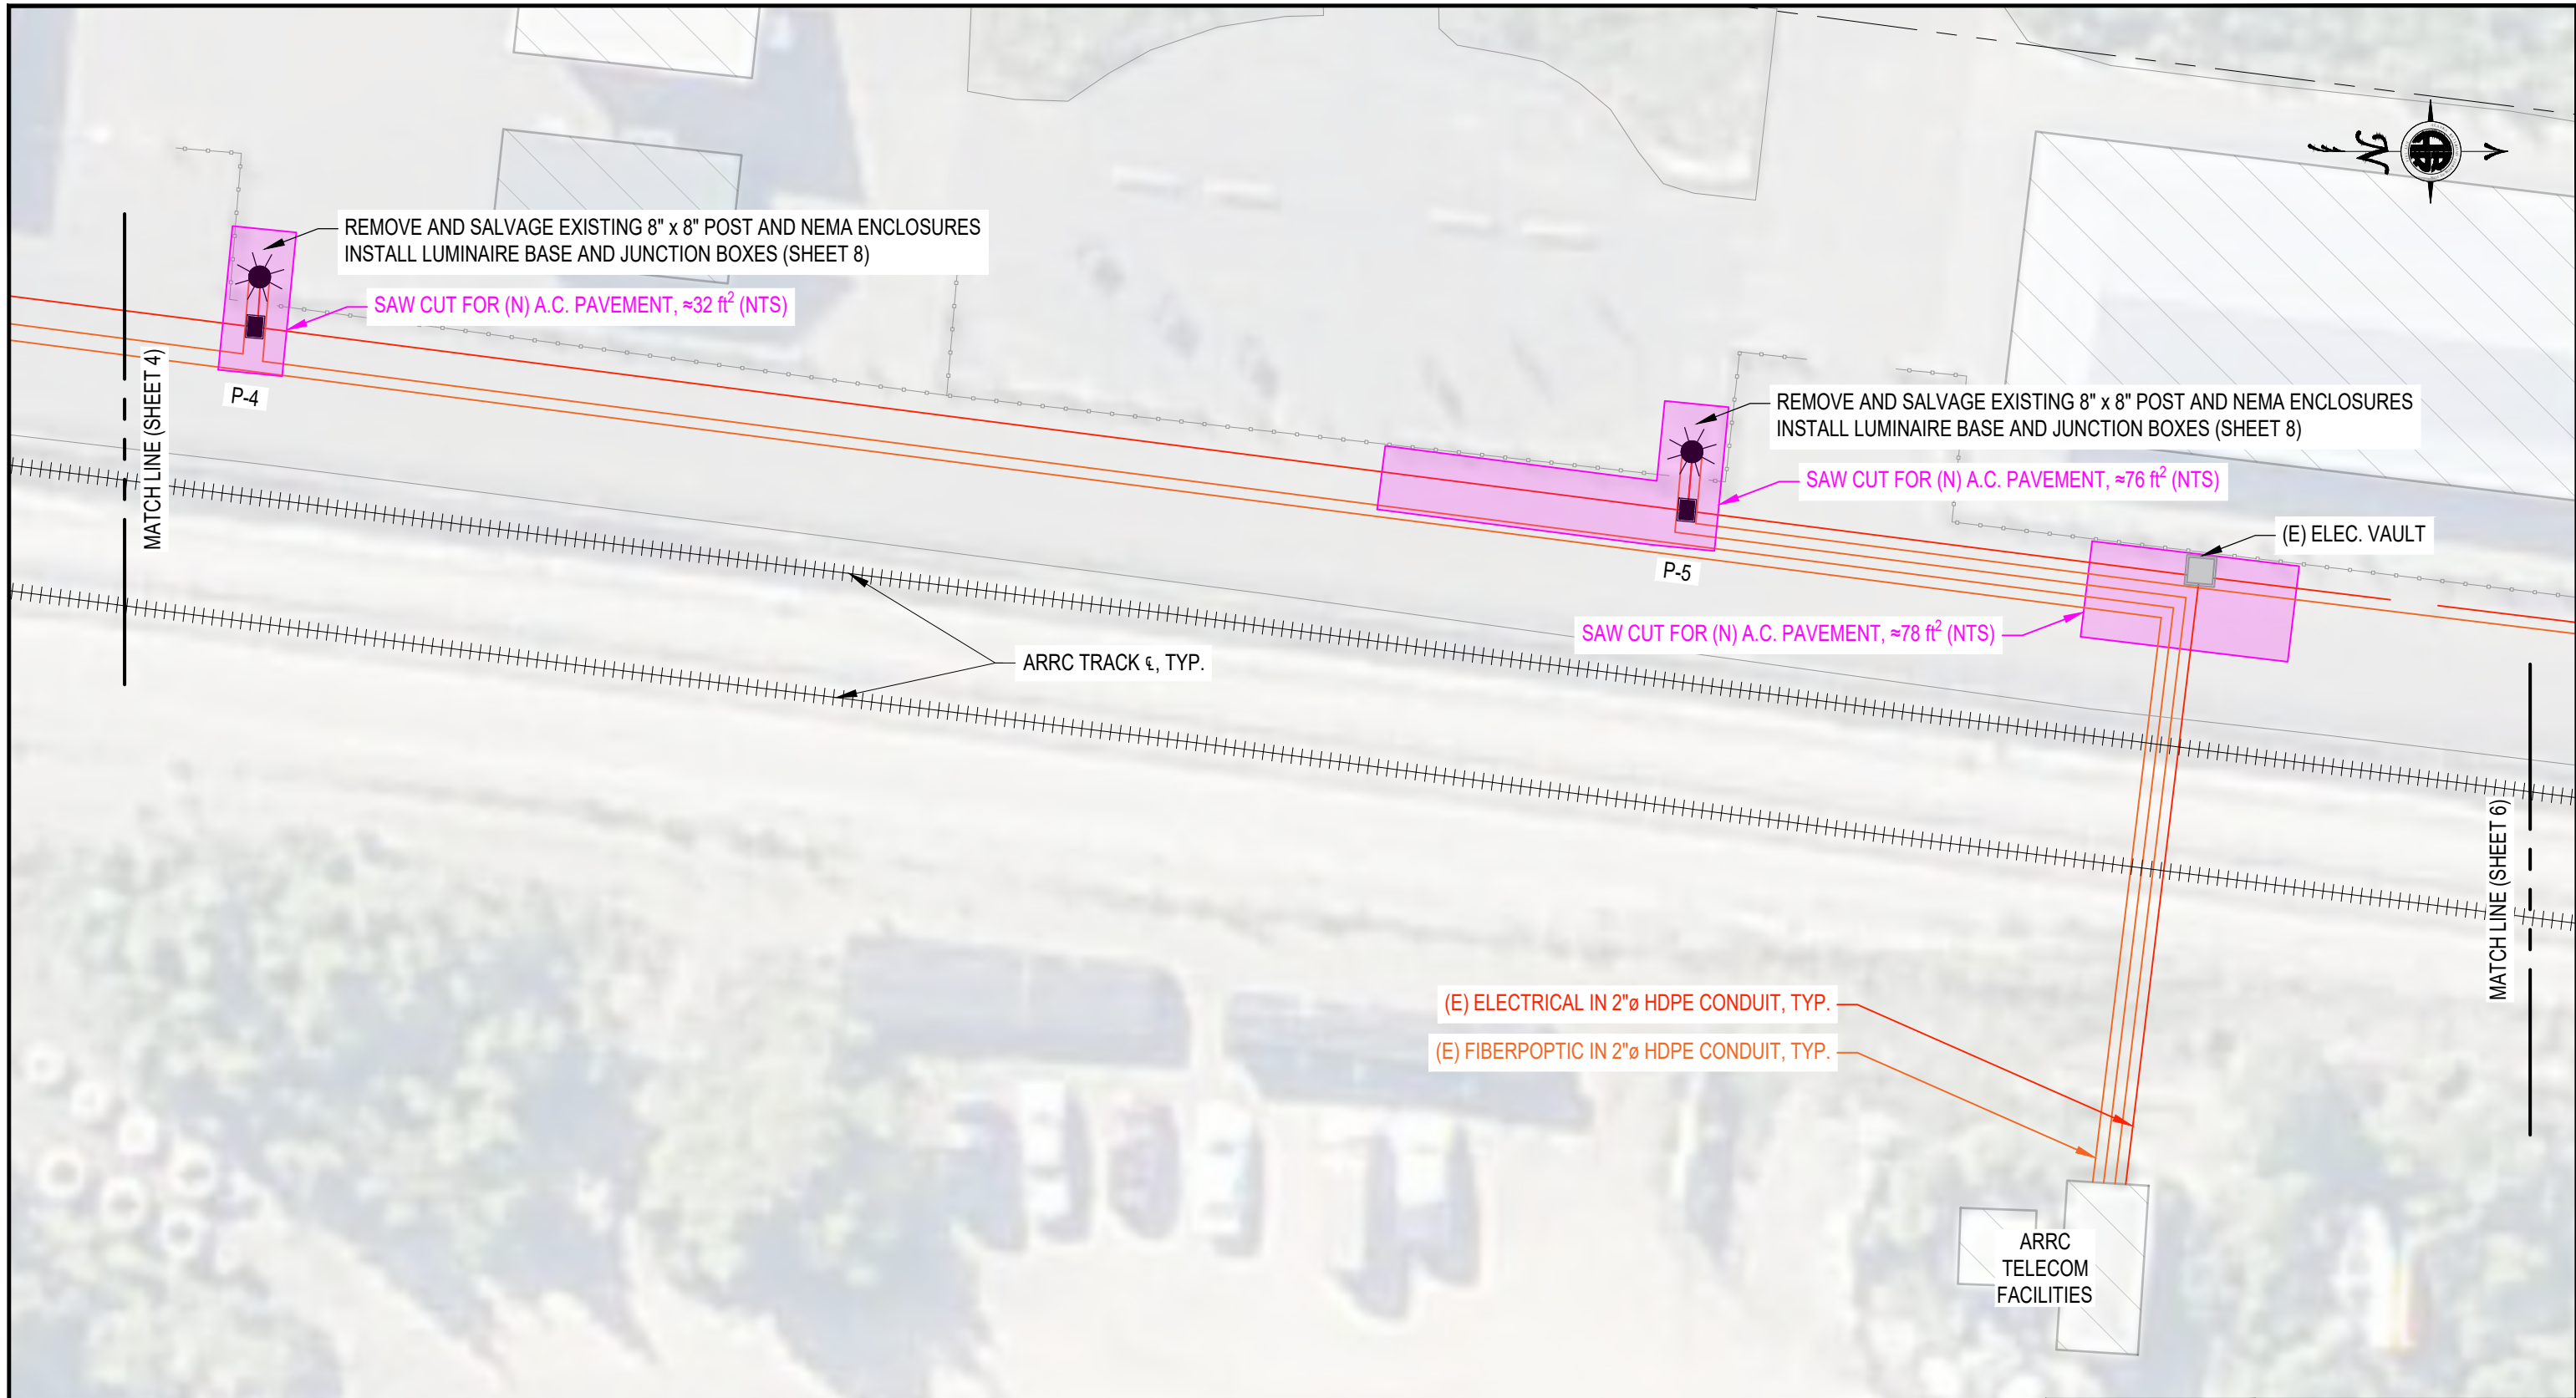 REMOVE AND SALVAGE EXISTING 8" x 8" POST AND NEMA ENCLOSURES
INSTALL LUMINAIRE BASE AND JUNCTION BOXES (SHEET 8)
SAW CUT FOR (N) A.C. PAVEMENT, ≈32 ft² (NTS)
MATCH LINE (SHEET 4)
P-4
N
REMOVE AND SALVAGE EXISTING 8" x 8" POST AND NEMA ENCLOSURES
INSTALL LUMINAIRE BASE AND JUNCTION BOXES (SHEET 8)
SAW CUT FOR (N) A.C. PAVEMENT, ≈76 ft² (NTS)
(E) ELEC. VAULT
P-5
SAW CUT FOR (N) A.C. PAVEMENT, ≈78 ft² (NTS)
ARRC TRACK ℄, TYP.
MATCH LINE (SHEET 6)
(E) ELECTRICAL IN 2"ø HDPE CONDUIT, TYP.
(E) FIBERPOPTIC IN 2"ø HDPE CONDUIT, TYP.
ARRC
TELECOM
FACILITIES